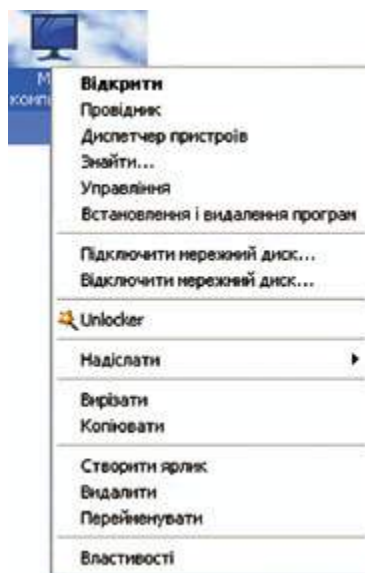 Відкрити
Провідник
Диспетчер пристроїв
Знайти...
Управління
Встановлення і видалення програм
Підключити мережний диск...
Відключити мережний диск...
Unlocker
Надіслати
Вирізати
Копіювати
Створити ярлик
Видалити
Перейменувати
Властивості